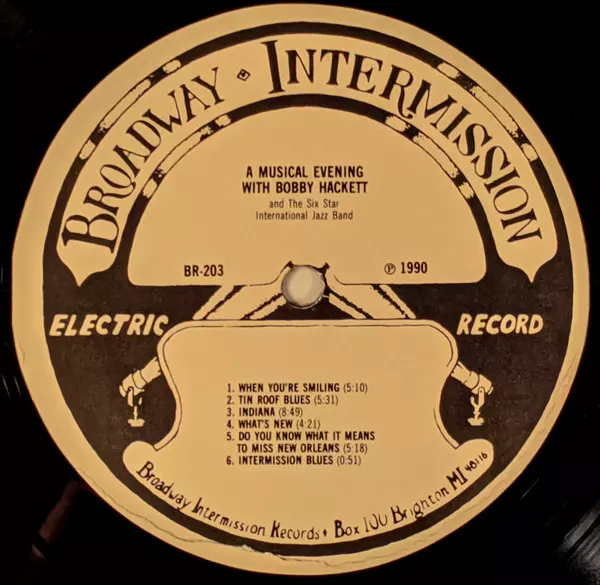 BROADWAY • INTERMISSION
A MUSICAL EVENING
WITH BOBBY HACKETT
and The Six Star
International Jazz Band
BR-203
℗ 1990
ELECTRIC
RECORD
1. WHEN YOU'RE SMILING (5:10)
2. TIN ROOF BLUES (5:31)
3. INDIANA (8:49)
4. WHAT'S NEW (4:21)
5. DO YOU KNOW WHAT IT MEANS
TO MISS NEW ORLEANS (5:18)
6. INTERMISSION BLUES (0:51)
Broadway Intermission Records • Box 100 Brighton MI 48116